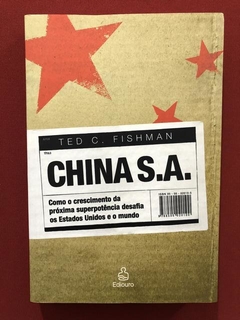 TED C. FISHMAN
CHINA S.A.
Como o crescimento da
próxima superpotência desafia
os Estados Unidos e o mundo
Ediouro